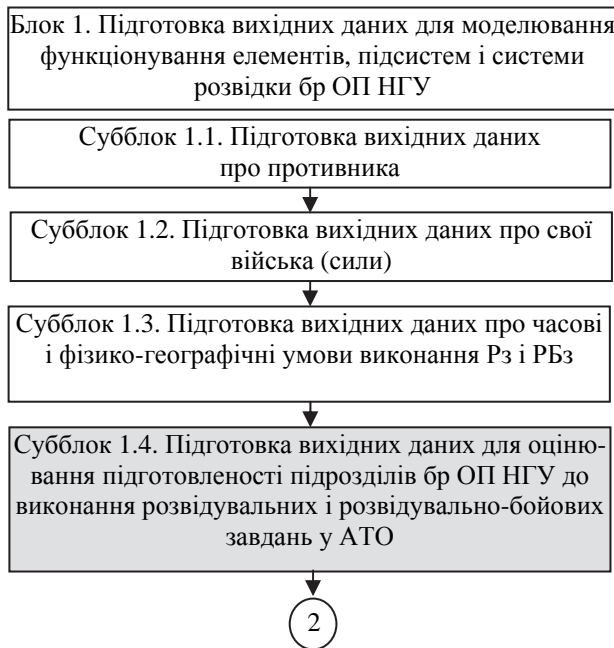 Блок 1. Підготовка вихідних даних для моделювання
функціонування елементів, підсистем і системи
розвідки бр ОП НГУ
Субблок 1.1. Підготовка вихідних даних
про противника
Субблок 1.2. Підготовка вихідних даних про свої
війська (сили)
Субблок 1.3. Підготовка вихідних даних про часові
і фізико-географічні умови виконання Рз і РБз
Субблок 1.4. Підготовка вихідних даних для оціню-
вання підготовленості підрозділів бр ОП НГУ до
виконання розвідувальних і розвідувально-бойових
завдань у АТО
2